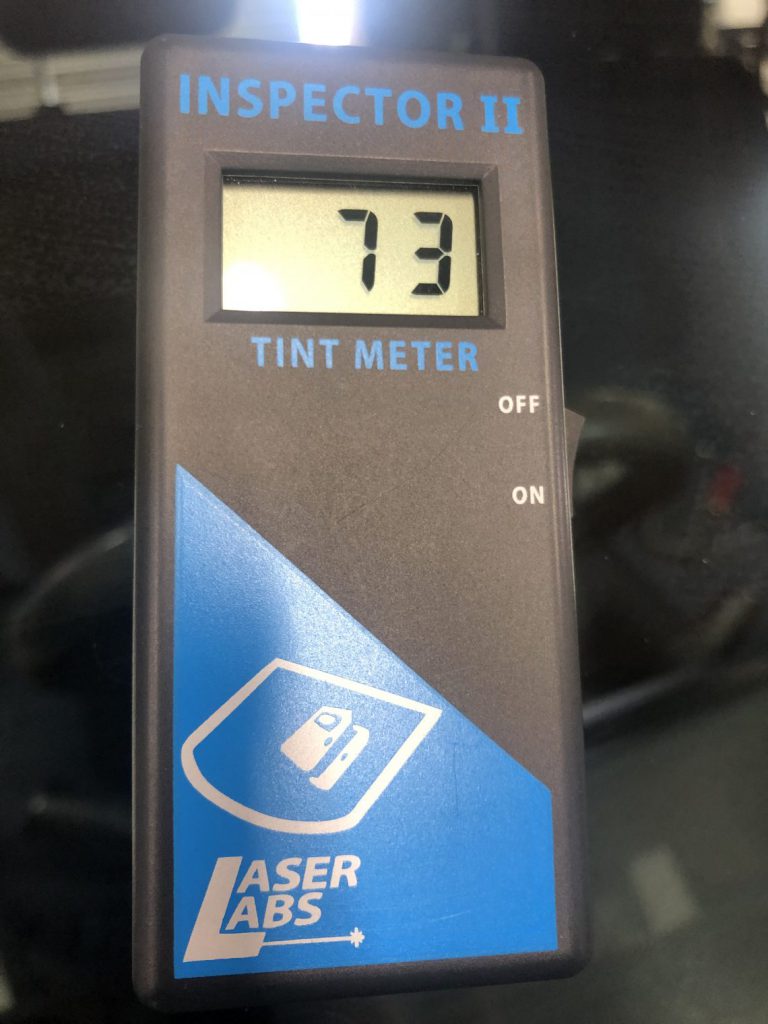 INSPECTOR II
73
TINT METER
OFF
ON
LASER
LABS